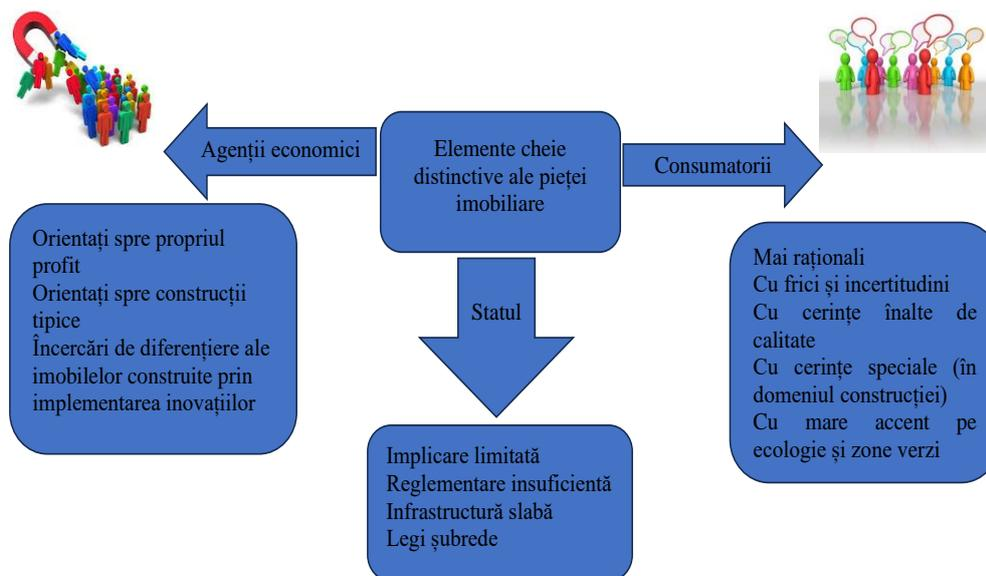 Elemente cheie
distinctive ale pieței
imobiliare
Agenții economici
Consumatorii
Statul
Orientați spre propriul
profit
Orientați spre construcții
tipice
Încercări de diferențiere ale
imobilelor construite prin
implementarea inovațiilor
Implicare limitată
Reglementare insuficientă
Infrastructură slabă
Legi șubrede
Mai raționali
Cu frici și incertitudini
Cu cerințe înalte de
calitate
Cu cerințe speciale (în
domeniul construcției)
Cu mare accent pe
ecologie și zone verzi